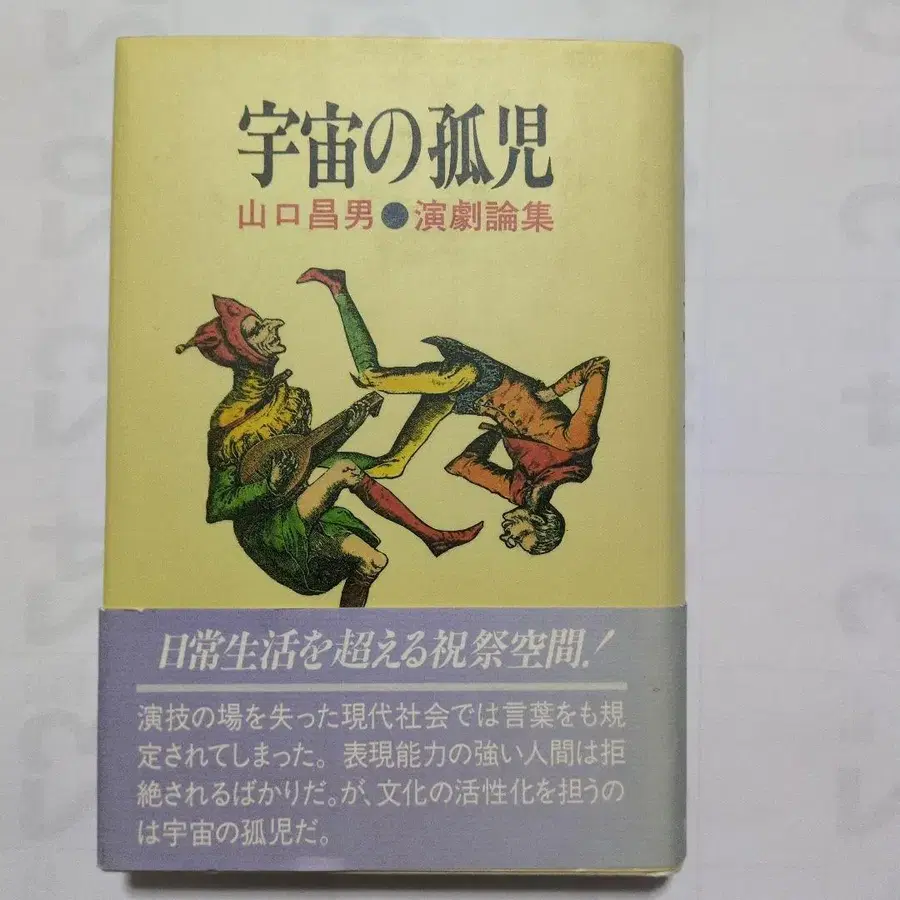 宇宙の孤児
山口昌男●演劇論集
日常生活を超える祝祭空間!
演技の場を失った現代社会では言葉をも規
定されてしまった。表現能力の強い人間は拒
絶されるばかりだ。が、文化の活性化を担うの
は宇宙の孤児だ。